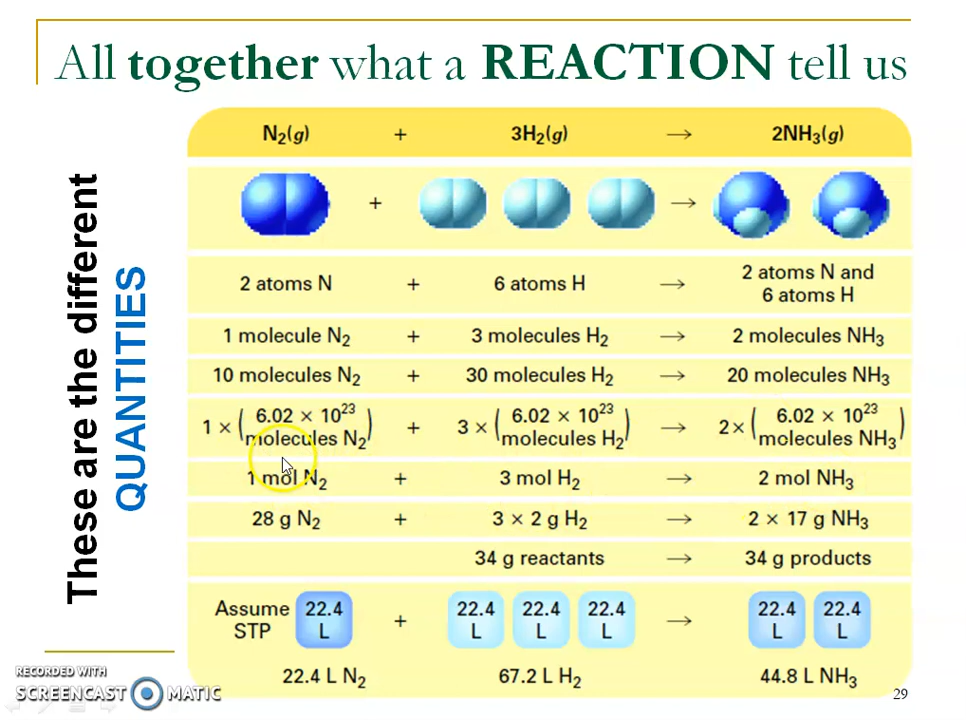 All together what a REACTION tell us
These are the different
QUANTITIES
N₂(g) + 3H₂(g) → 2NH₃(g)
+ →
2 atoms N + 6 atoms H → 2 atoms N and
6 atoms H
1 molecule N₂ + 3 molecules H₂ → 2 molecules NH₃
10 molecules N₂ + 30 molecules H₂ → 20 molecules NH₃
1 × (6.02 × 10²³ molecules N₂) + 3 × (6.02 × 10²³ molecules H₂) → 2 × (6.02 × 10²³ molecules NH₃)
1 mol N₂ + 3 mol H₂ → 2 mol NH₃
28 g N₂ + 3 × 2 g H₂ → 2 × 17 g NH₃
34 g reactants → 34 g products
Assume STP 22.4 L + 22.4 L 22.4 L 22.4 L → 22.4 L 22.4 L
22.4 L N₂ 67.2 L H₂ 44.8 L NH₃
RECORDED WITH
SCREENCAST MATIC
29